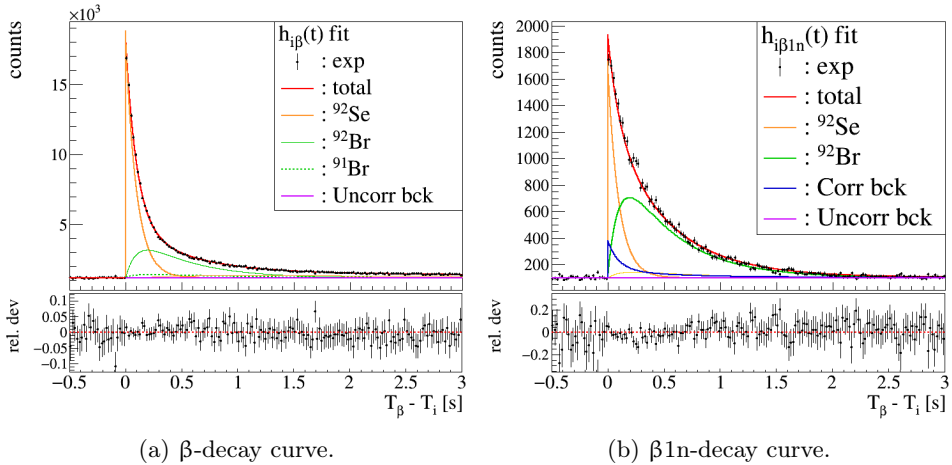 ×10³
counts
15
10
5
h_iβ(t) fit
: exp
: total
: ⁹²Se
: ⁹²Br
: ⁹¹Br
: Uncorr bck
rel. dev
0.1
0.05
0
−0.05
−0.1
−0.5 0 0.5 1 1.5 2 2.5 3
T_β - T_i [s]
(a) β-decay curve.
counts
2000
1800
1600
1400
1200
1000
800
600
400
200
h_iβ1n(t) fit
: exp
: total
: ⁹²Se
: ⁹²Br
: Corr bck
: Uncorr bck
rel. dev
0.2
0
−0.2
−0.5 0 0.5 1 1.5 2 2.5 3
T_β - T_i [s]
(b) β1n-decay curve.